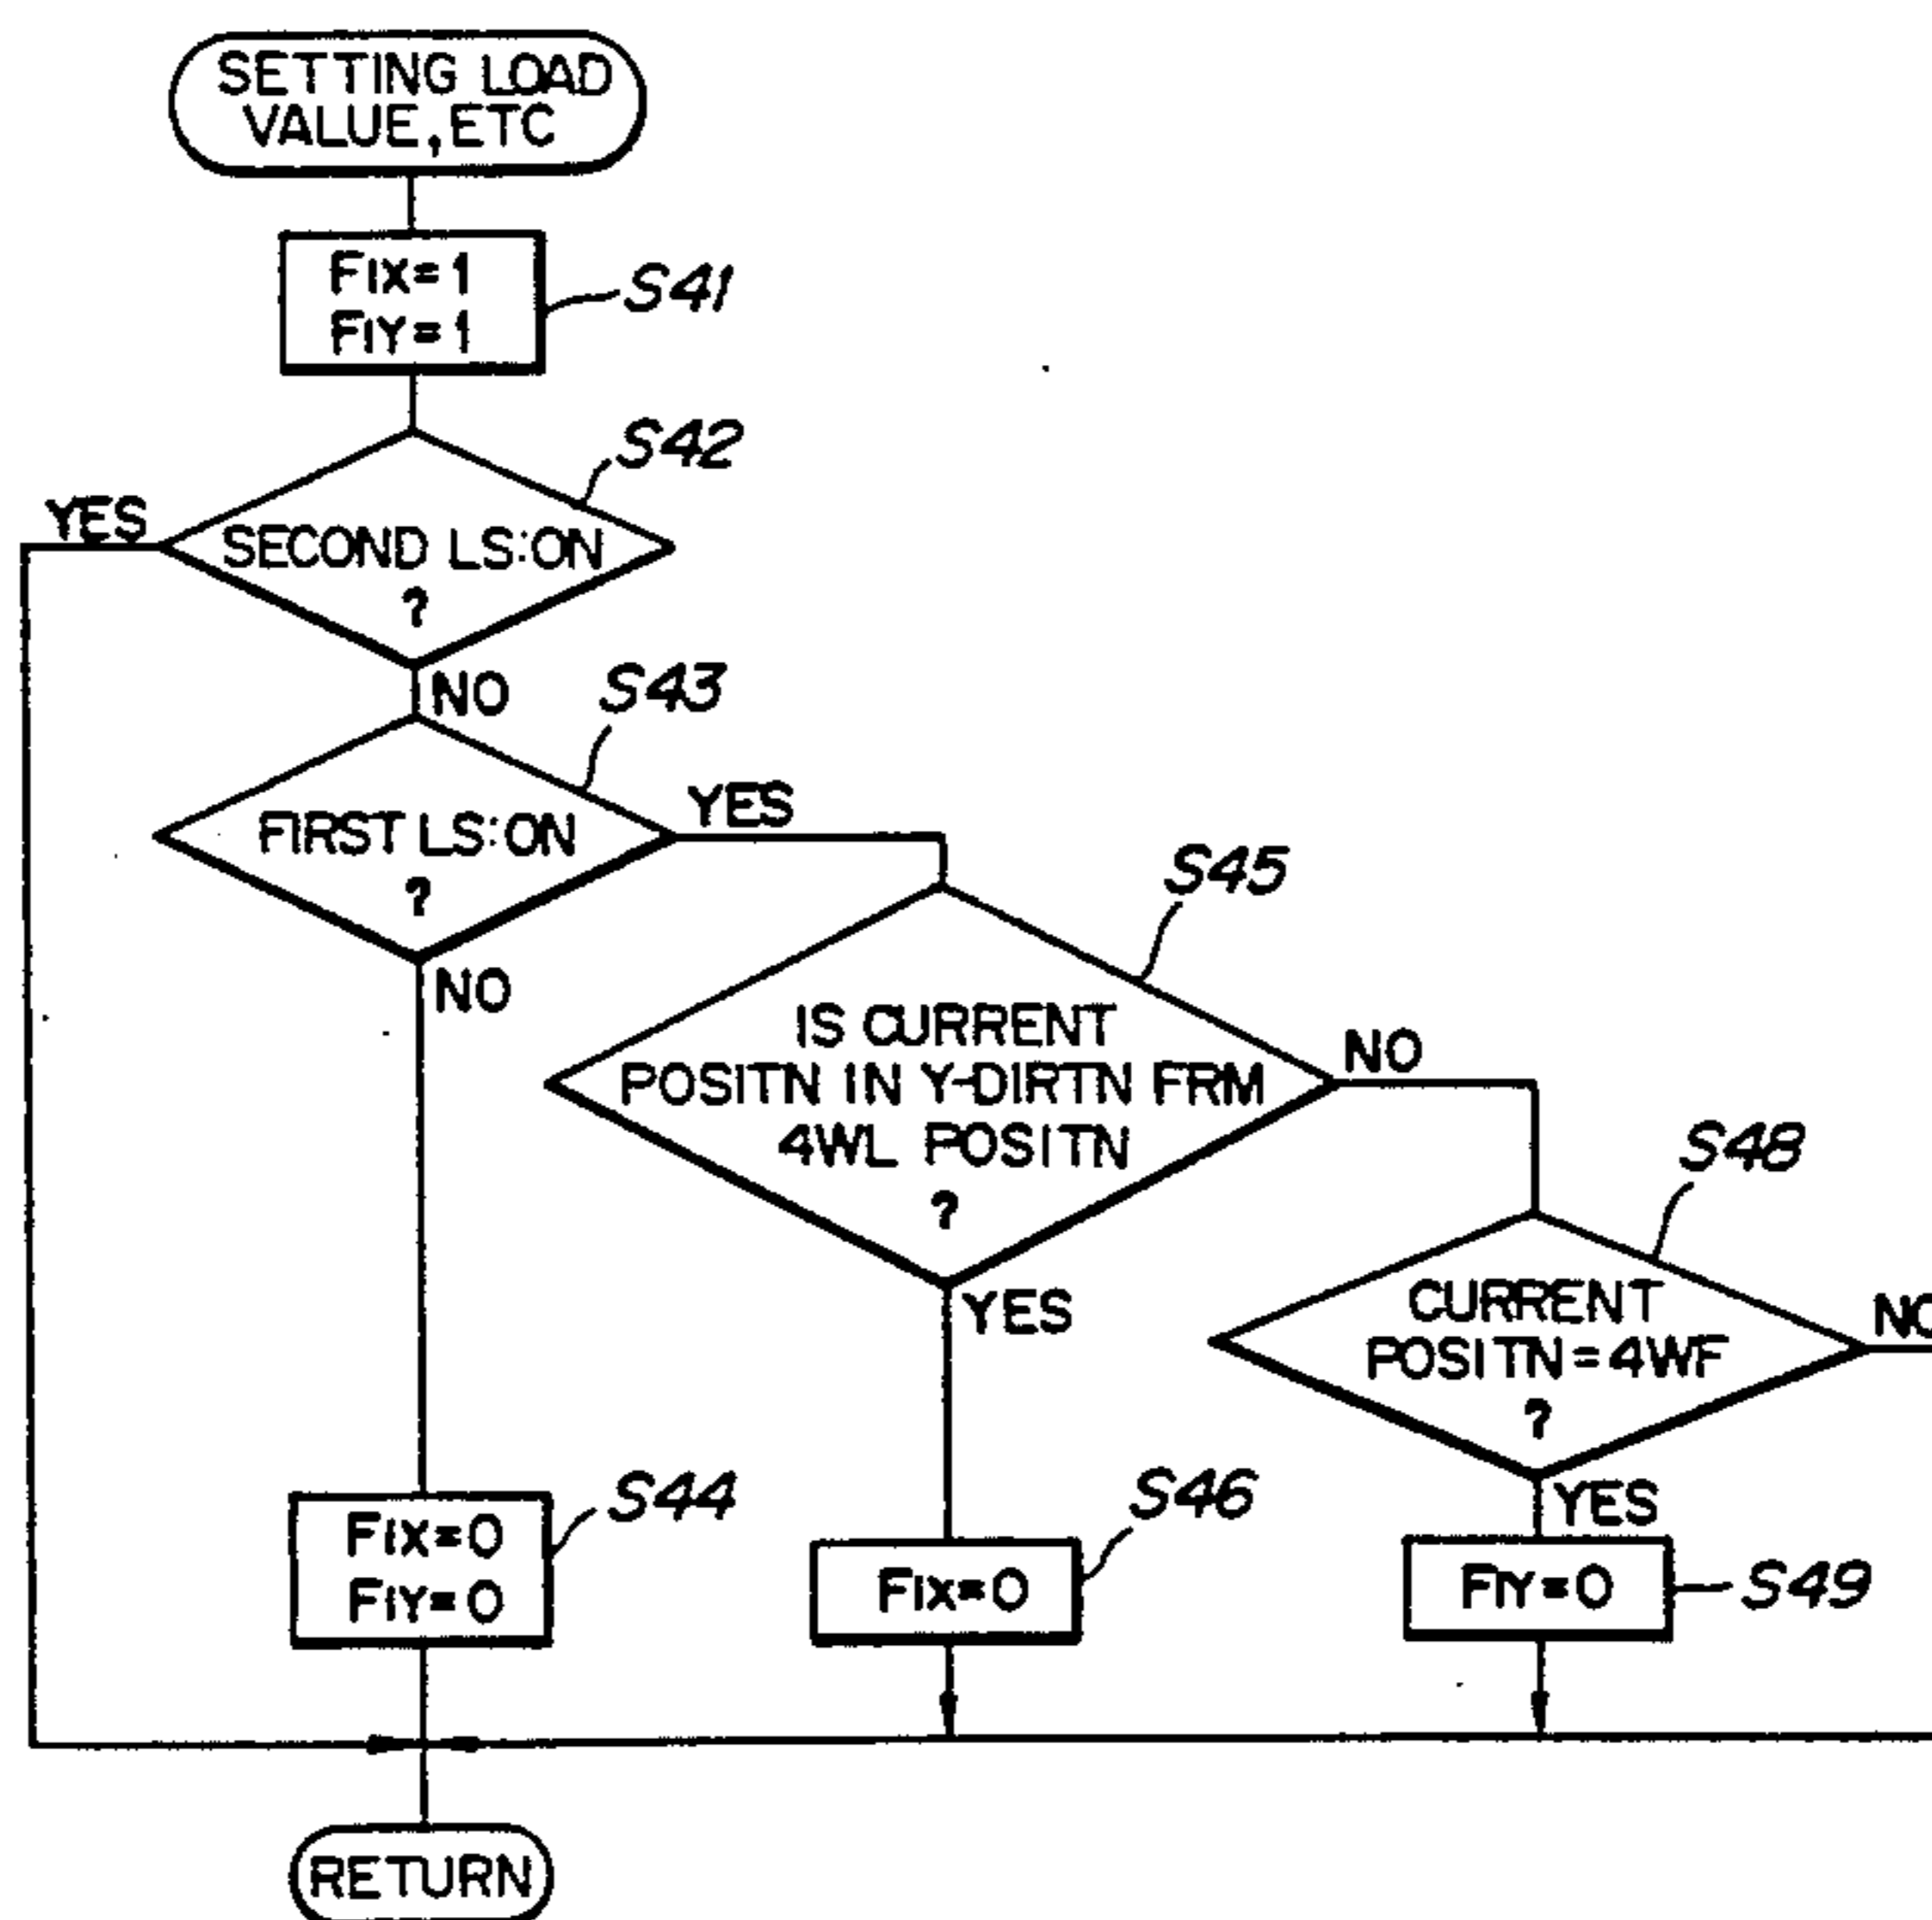 SETTING LOAD
VALUE, ETC
FIX=1
FIY=1
S41
S42
YES
SECOND LS:ON
?
NO
S43
FIRST LS:ON
?
YES
NO
S45
IS CURRENT
POSITN IN Y-DIRTN FRM
4WL POSITN
?
NO
YES
S48
CURRENT
POSITN=4WF
?
NO
YES
FIX=0
FIY=0
S44
FIX=0
S46
FIY=0
S49
RETURN